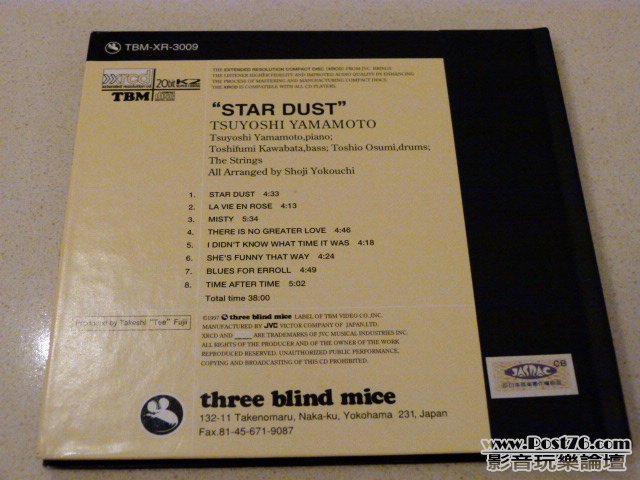 TBM-XR-3009
THE EXTENDED RESOLUTION COMPACT DISC (XRCD) FROM JVC BRINGS
THE LISTENER HIGHER FIDELITY AND IMPROVED AUDIO QUALITY BY ENHANCING
THE PROCESS OF MASTERING AND MANUFACTURING COMPACT DISCS.
THE XRCD IS COMPATIBLE WITH ALL CD PLAYERS.
xrcd
extended resolution cd
20bit K2
TBM
"STAR DUST"
TSUYOSHI YAMAMOTO
Tsuyoshi Yamamoto,piano;
Toshifumi Kawabata,bass; Toshio Osumi,drums;
The Strings
All Arranged by Shoji Yokouchi
1. STAR DUST 4:33
2. LA VIE EN ROSE 4:13
3. MISTY 5:34
4. THERE IS NO GREATER LOVE 4:46
5. I DIDN'T KNOW WHAT TIME IT WAS 4:18
6. SHE'S FUNNY THAT WAY 4:24
7. BLUES FOR ERROLL 4:49
8. TIME AFTER TIME 5:02
Total time 38:00
Produced by Takeshi "Tee" Fujii
©1997 three blind mice LABEL OF TBM VIDEO CO.,INC.
MANUFACTURED BY JVC VICTOR COMPANY OF JAPAN,LTD.
XRCD AND ARE TRADEMARKS OF JVC MUSICAL INDUSTRIES INC.
ALL RIGHTS OF THE PRODUCER AND OF THE OWNER OF THE WORK
REPRODUCED RESERVED. UNAUTHORIZED PUBLIC PERFORMANCE,
COPYING AND BROADCASTING OF THIS CD PROHIBITED.
three blind mice
132-11 Takenomaru, Naka-ku, Yokohama 231, Japan
Fax.81-45-671-9087
CB
JASRAC
www.Post76.com
影音玩樂論壇